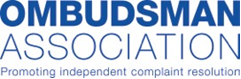 OMBUDSMAN
ASSOCIATION
Promoting independent complaint resolution